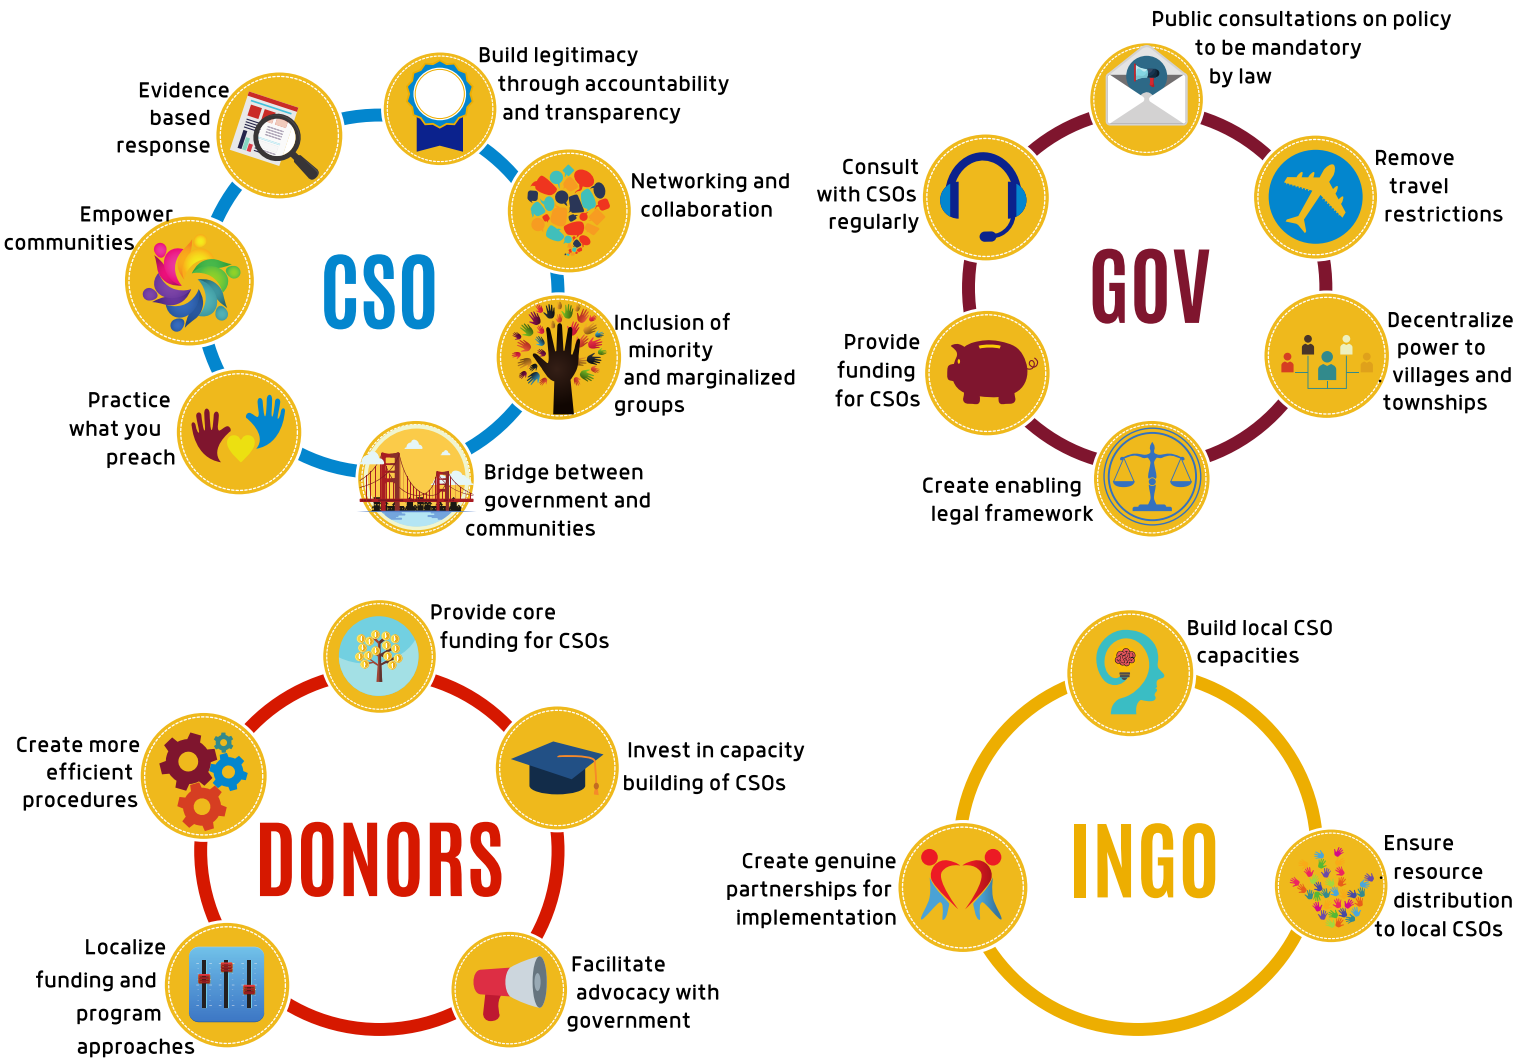 CSO
Build legitimacy
through accountability
and transparency
Networking and
collaboration
Inclusion of
minority
and marginalized
groups
Bridge between
government and
communities
Practice
what you
preach
Empower
communities
Evidence
based
response
GOV
Public consultations on policy
to be mandatory
by law
Remove
travel
restrictions
Decentralize
power to
. villages and
townships
Create enabling
legal framework
Provide
funding
for CSOs
Consult
with CSOs
regularly
DONORS
Provide core
funding for CSOs
Invest in capacity
building of CSOs
Facilitate
advocacy with
government
Localize
funding and
program
approaches
Create more
efficient
procedures
INGO
Build local CSO
capacities
Ensure
. resource
distribution
to local CSOs
Create genuine
partnerships for
implementation